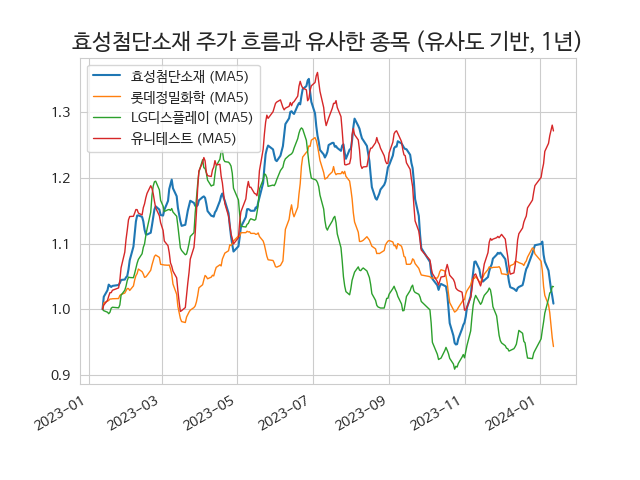 효성첨단소재 주가 흐름과 유사한 종목 (유사도 기반, 1년)
효성첨단소재 (MA5)
롯데정밀화학 (MA5)
LG디스플레이 (MA5)
유니테스트 (MA5)
1.3
1.2
1.1
1.0
0.9
2023-01
2023-03
2023-05
2023-07
2023-09
2023-11
2024-01